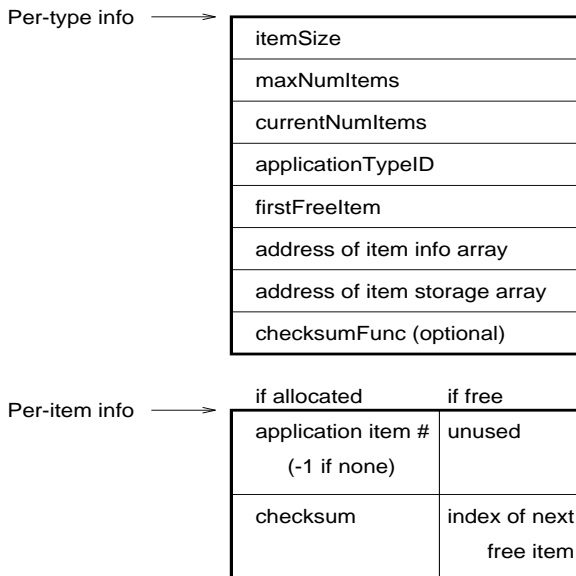 Per-type info
itemSize
maxNumItems
currentNumItems
applicationTypeID
firstFreeItem
address of item info array
address of item storage array
checksumFunc (optional)
Per-item info
if allocated if free
application item # unused
(-1 if none)
checksum index of next
free item